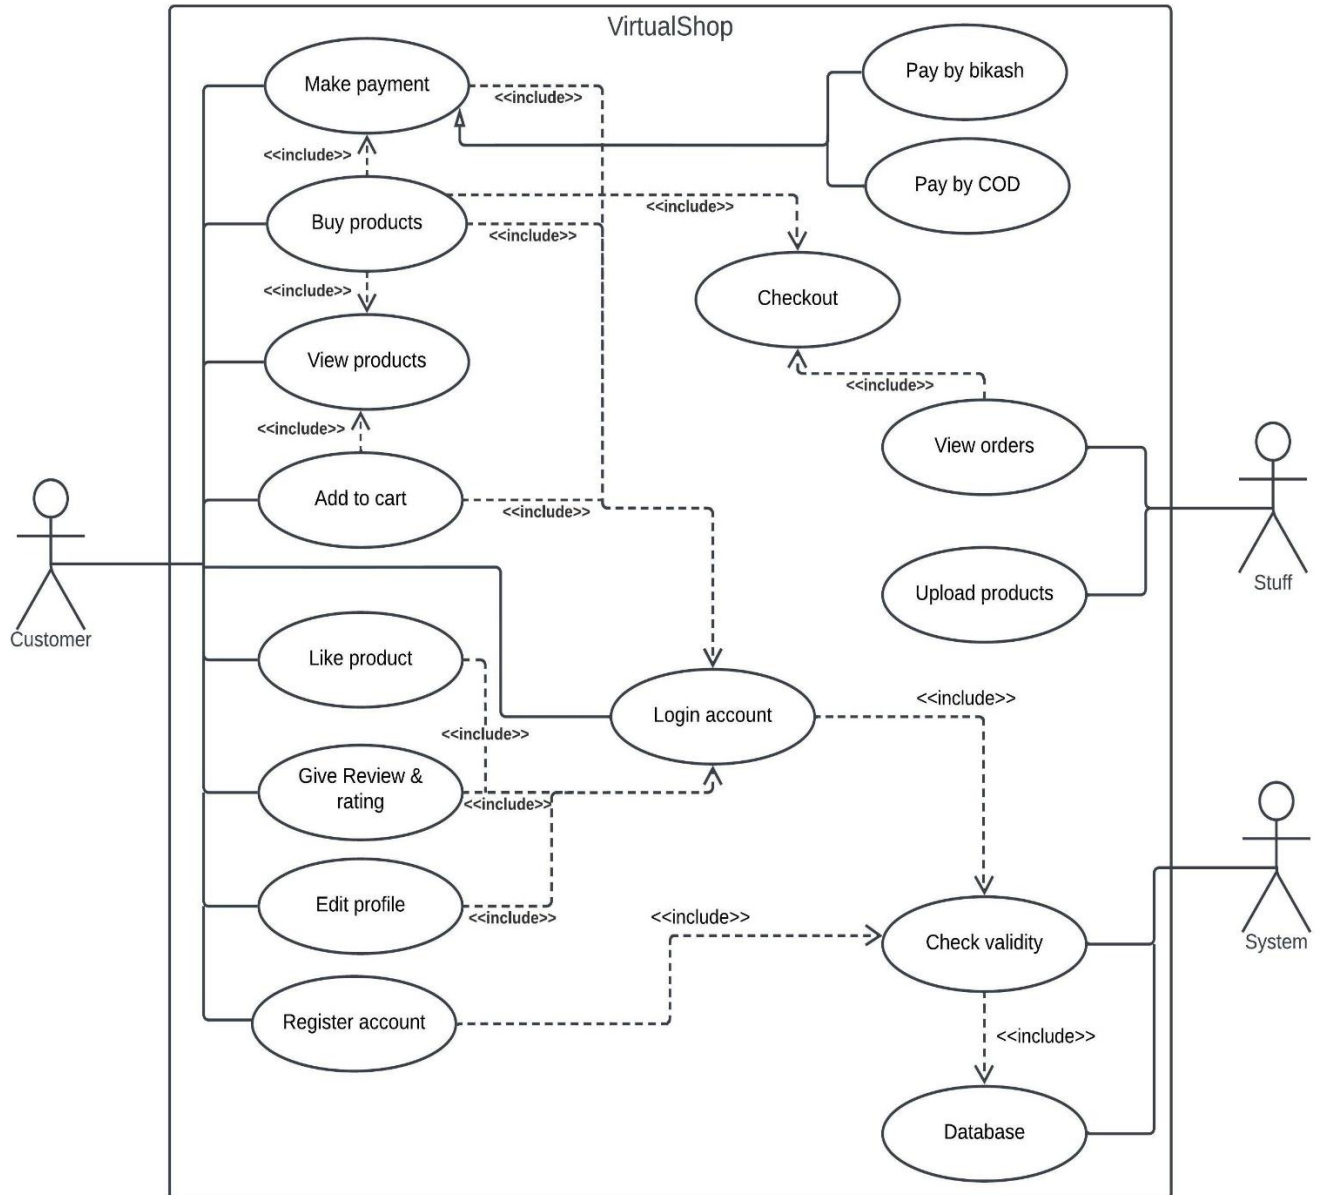 VirtualShop
Make payment
<<include>>
Pay by bikash
<<include>>
Pay by COD
Buy products
<<include>>
<<include>>
<<include>>
Checkout
View products
<<include>>
<<include>>
View orders
Add to cart
<<include>>
Upload products
Stuff
Customer
Like product
<<include>>
Login account
<<include>>
Give Review &
rating
<<include>>
Edit profile
<<include>>
<<include>>
Check validity
System
Register account
<<include>>
Database